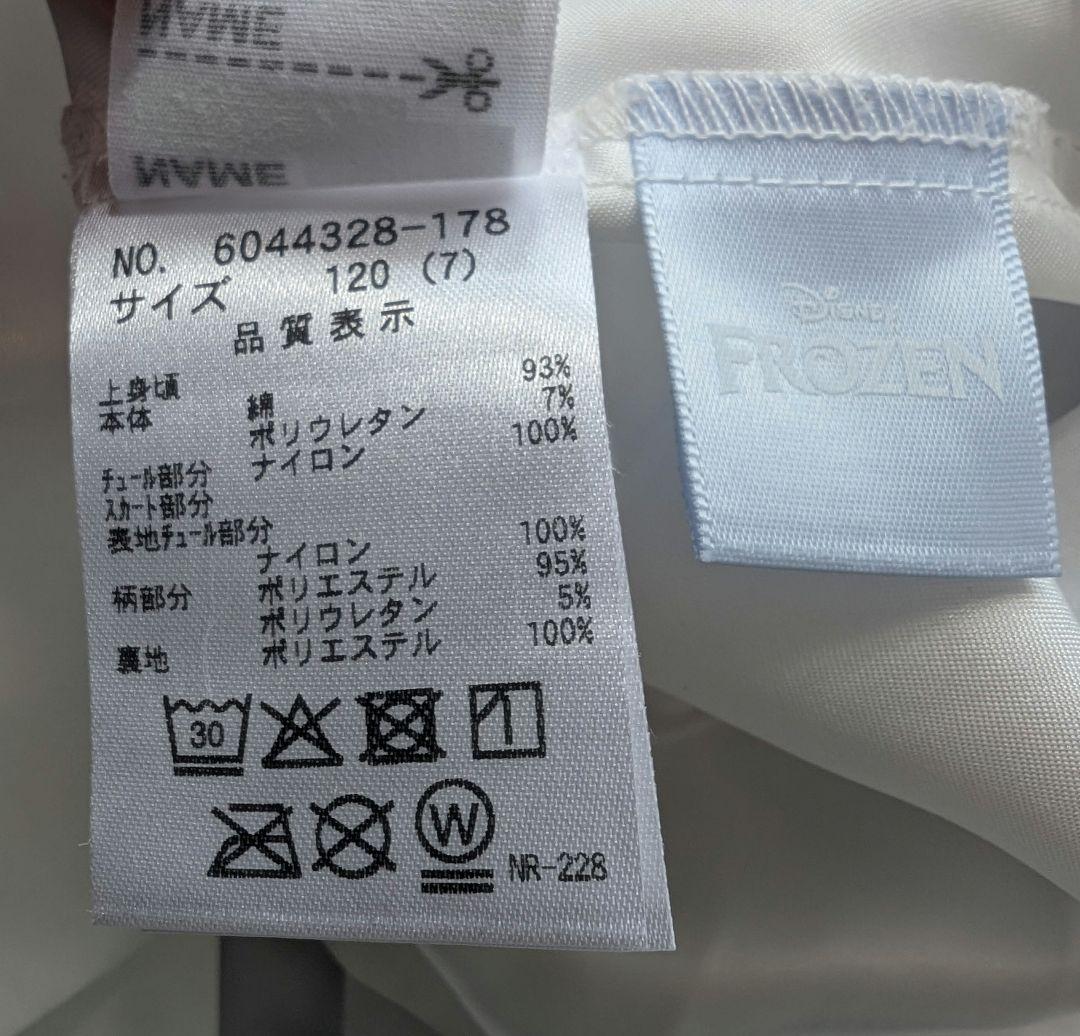 NAME
NAME
NO. 6044328-178
サイズ 120 (7)
品質表示
上身頃
本体 綿 93%
ポリウレタン 7%
チュール部分 ナイロン 100%
スカート部分
表地チュール部分
ナイロン 100%
柄部分 ポリエステル 95%
ポリウレタン 5%
裏地 ポリエステル 100%
30
W
NR-228
Disney
FROZEN